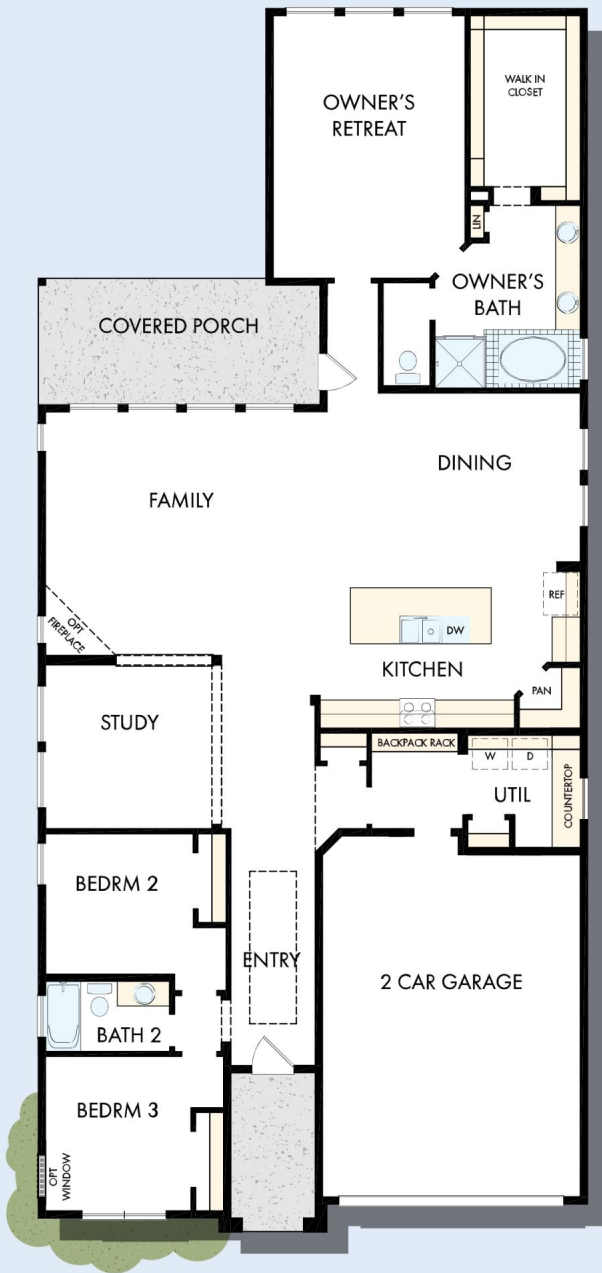 OWNER'S
RETREAT
WALK IN
CLOSET
LIN
OWNER'S
BATH
COVERED PORCH
DINING
FAMILY
REF
OPT
FIREPLACE
DW
KITCHEN
PAN
STUDY
BACKPACK RACK
W
D
UTIL
COUNTERTOP
BEDRM 2
ENTRY
2 CAR GARAGE
BATH 2
BEDRM 3
OPT
WINDOW